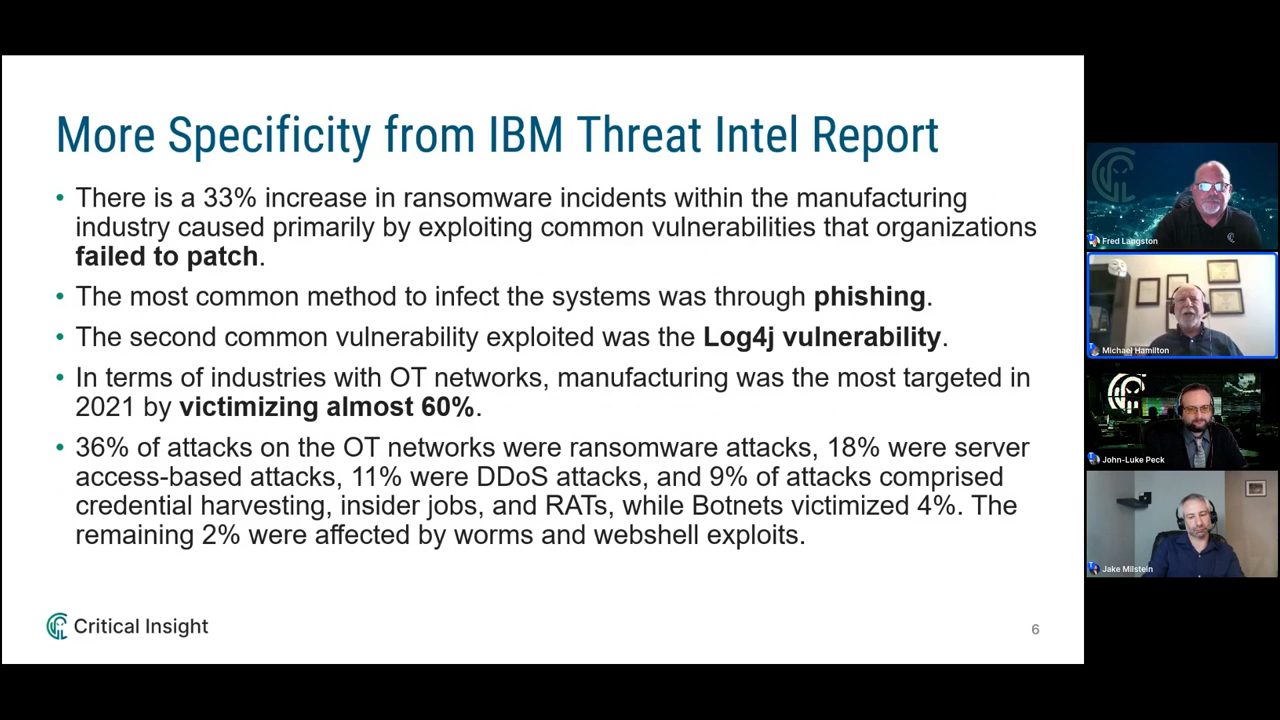 More Specificity from IBM Threat Intel Report
• There is a 33% increase in ransomware incidents within the manufacturing
industry caused primarily by exploiting common vulnerabilities that organizations
failed to patch.
• The most common method to infect the systems was through phishing.
• The second common vulnerability exploited was the Log4j vulnerability.
• In terms of industries with OT networks, manufacturing was the most targeted in
2021 by victimizing almost 60%.
• 36% of attacks on the OT networks were ransomware attacks, 18% were server
access-based attacks, 11% were DDoS attacks, and 9% of attacks comprised
credential harvesting, insider jobs, and RATs, while Botnets victimized 4%. The
remaining 2% were affected by worms and webshell exploits.
Critical Insight
6
Fred Langston
Michael Hamilton
John-Luke Peck
Jake Milstein